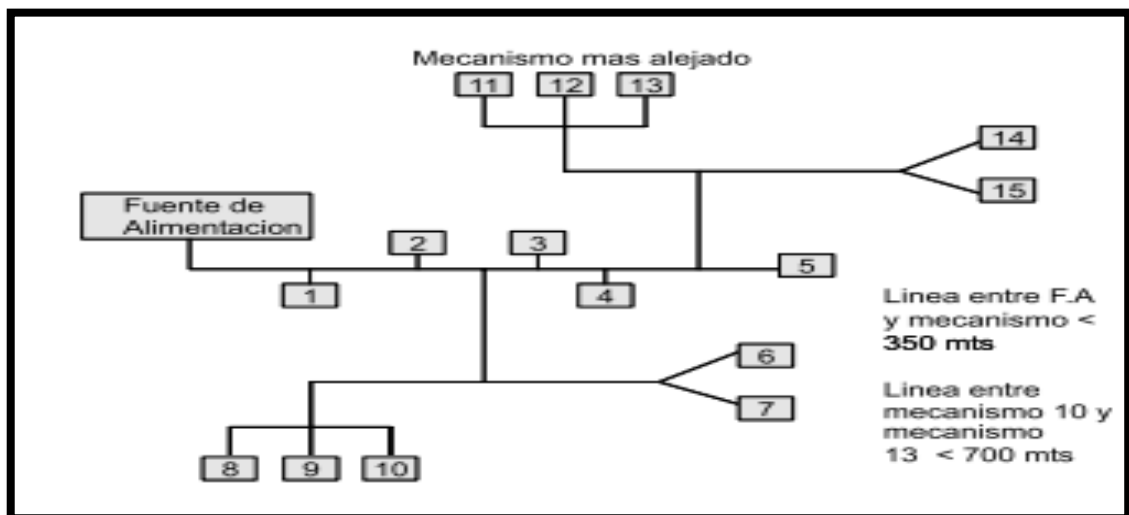 Mecanismo mas alejado
11 12 13
14
15
Fuente de
Alimentacion
2 3
5
1 4
Linea entre F.A
y mecanismo <
350 mts
6
7
Linea entre
mecanismo 10 y
mecanismo
13 < 700 mts
8 9 10